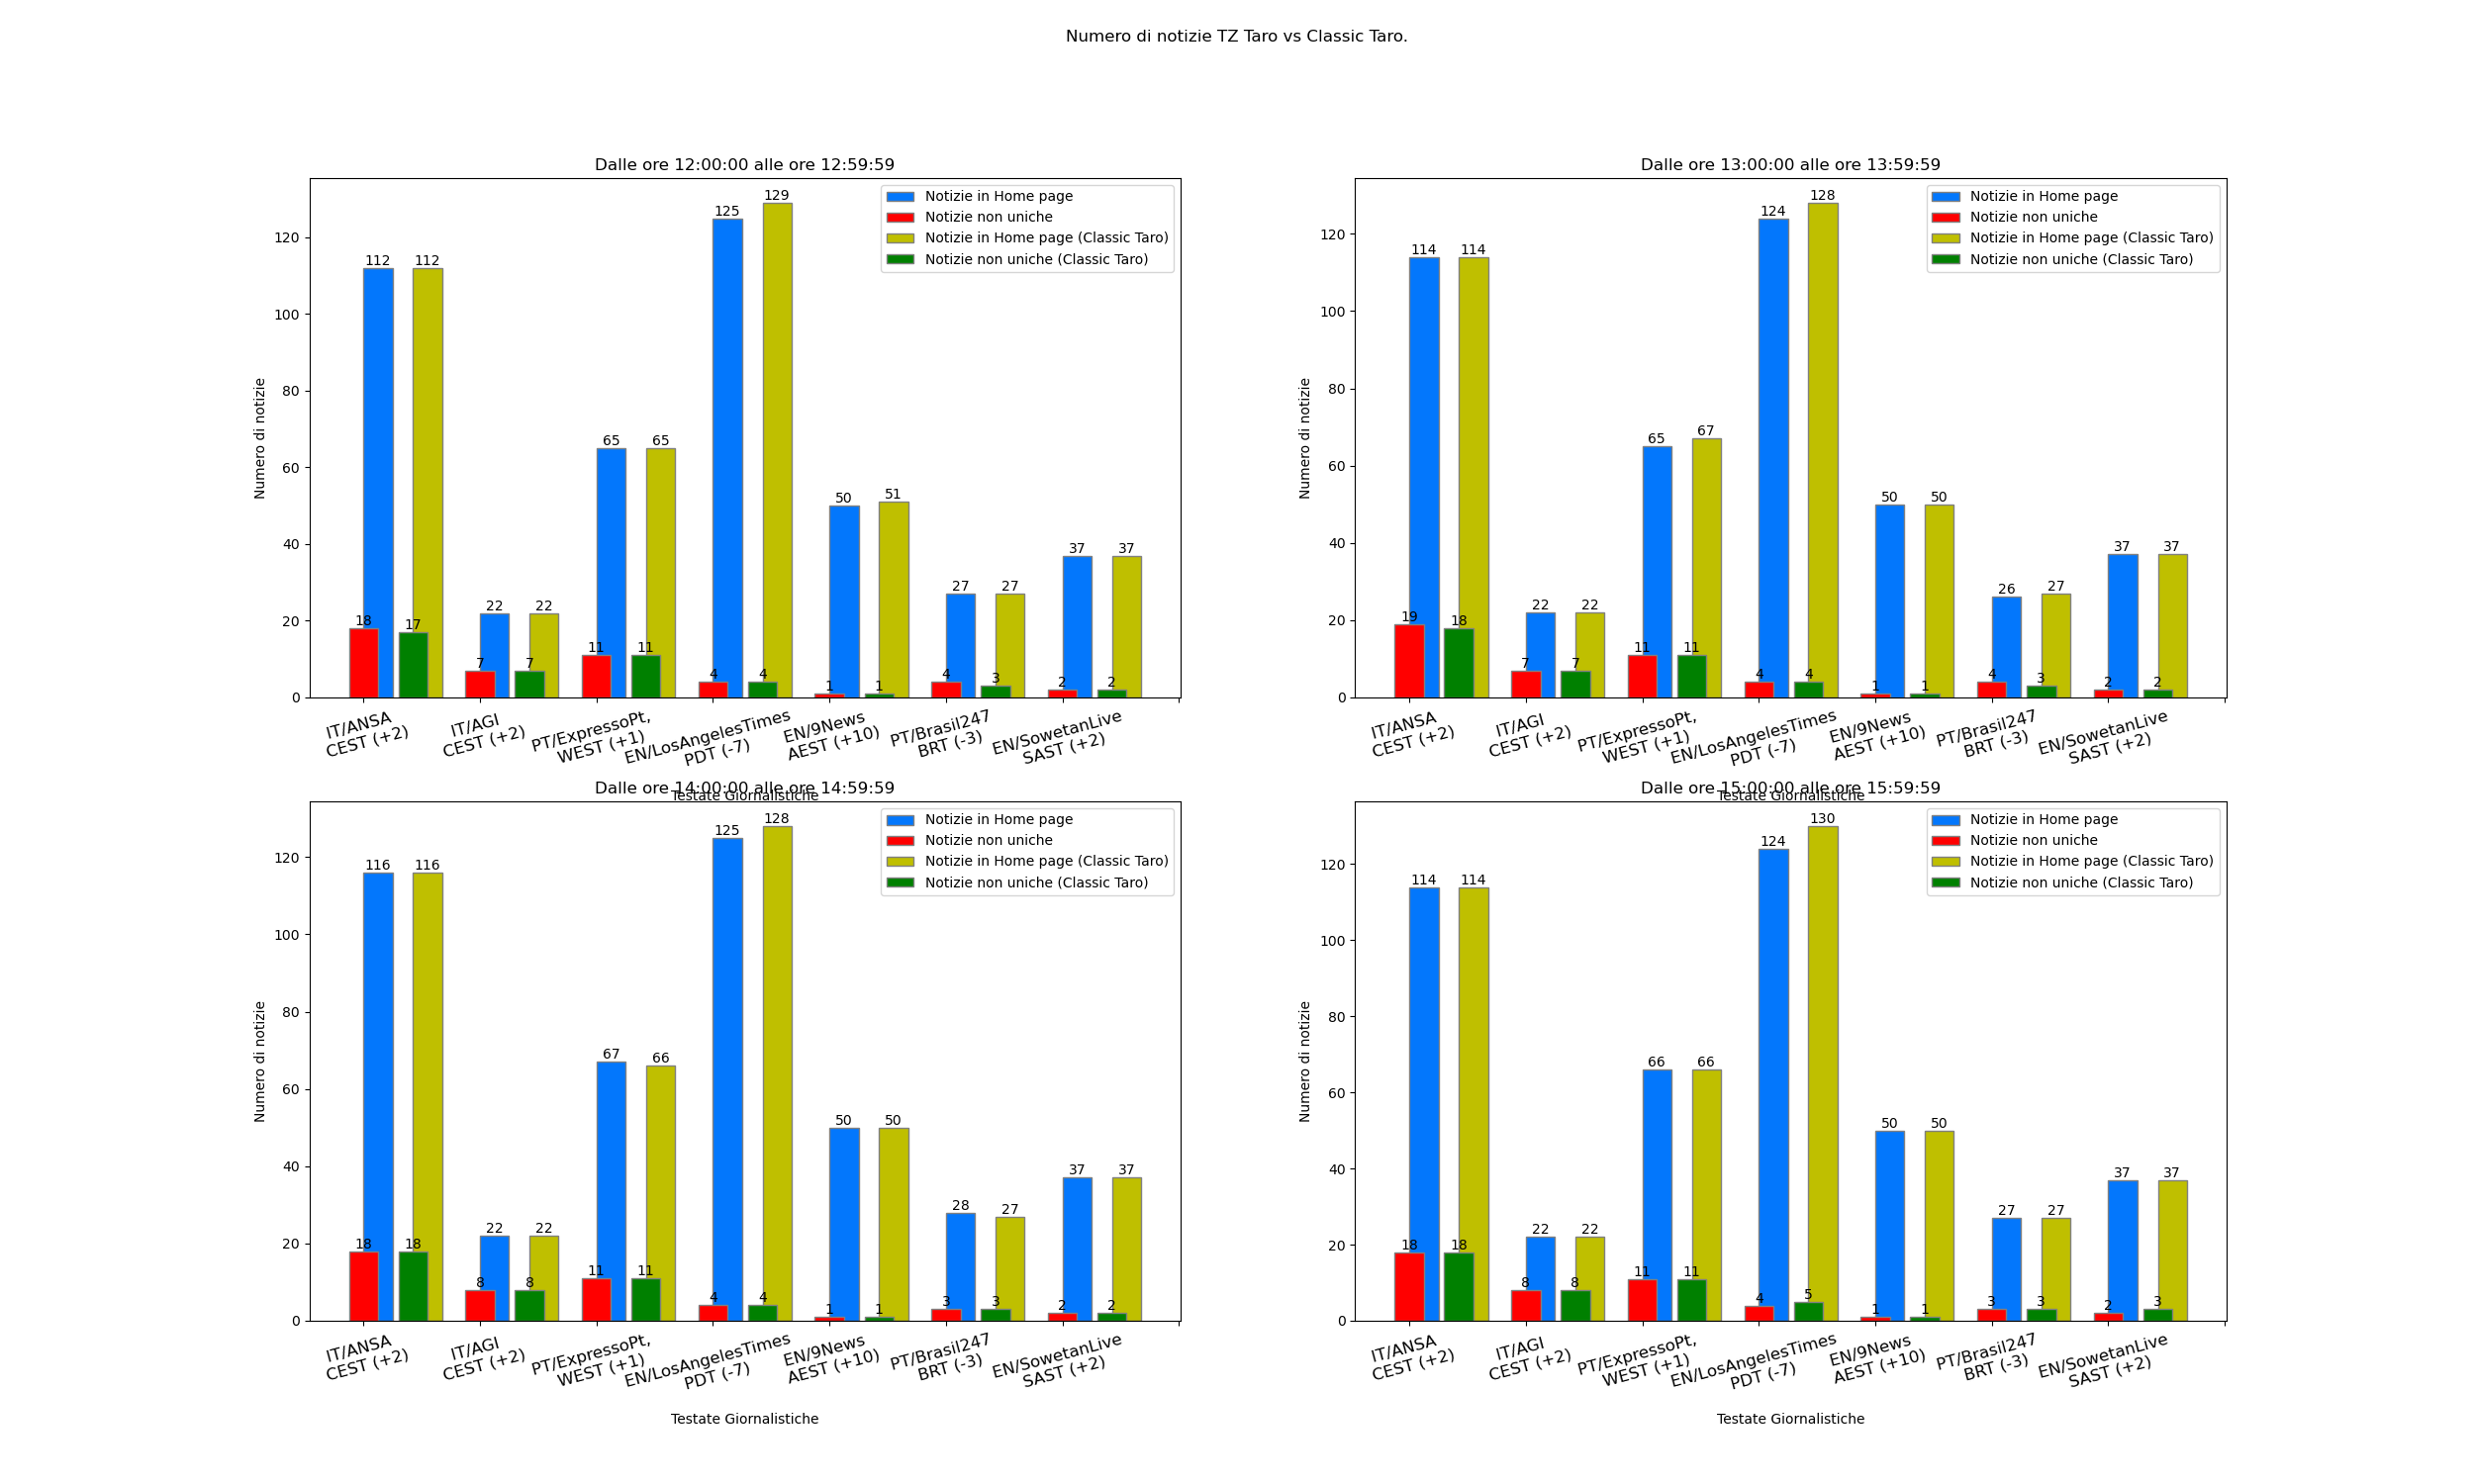 Numero di notizie TZ Taro vs Classic Taro.
Dalle ore 12:00:00 alle ore 12:59:59
Notizie in Home page
Notizie non uniche
Notizie in Home page (Classic Taro)
Notizie non uniche (Classic Taro)
Numero di notizie
120
100
80
60
40
20
0
112 112 22 22 65 65 125 129 50 51 27 27 37 37
18 17 7 7 11 11 4 4 1 1 4 3 2 2
IT/ANSA
CEST (+2)
IT/AGI
CEST (+2)
PT/ExpressoPt,
WEST (+1)
EN/LosAngelesTimes
PDT (-7)
EN/9News
AEST (+10)
PT/Brasil247
BRT (-3)
EN/SowetanLive
SAST (+2)
Testate Giornalistiche
Dalle ore 13:00:00 alle ore 13:59:59
Notizie in Home page
Notizie non uniche
Notizie in Home page (Classic Taro)
Notizie non uniche (Classic Taro)
Numero di notizie
120
100
80
60
40
20
0
114 114 22 22 65 67 124 128 50 50 26 27 37 37
19 18 7 7 11 11 4 4 1 1 4 3 2 2
IT/ANSA
CEST (+2)
IT/AGI
CEST (+2)
PT/ExpressoPt,
WEST (+1)
EN/LosAngelesTimes
PDT (-7)
EN/9News
AEST (+10)
PT/Brasil247
BRT (-3)
EN/SowetanLive
SAST (+2)
Testate Giornalistiche
Dalle ore 14:00:00 alle ore 14:59:59
Notizie in Home page
Notizie non uniche
Notizie in Home page (Classic Taro)
Notizie non uniche (Classic Taro)
Numero di notizie
120
100
80
60
40
20
0
116 116 22 22 67 66 125 128 50 50 28 27 37 37
18 18 8 8 11 11 4 4 1 1 3 3 2 2
IT/ANSA
CEST (+2)
IT/AGI
CEST (+2)
PT/ExpressoPt,
WEST (+1)
EN/LosAngelesTimes
PDT (-7)
EN/9News
AEST (+10)
PT/Brasil247
BRT (-3)
EN/SowetanLive
SAST (+2)
Testate Giornalistiche
Dalle ore 15:00:00 alle ore 15:59:59
Notizie in Home page
Notizie non uniche
Notizie in Home page (Classic Taro)
Notizie non uniche (Classic Taro)
Numero di notizie
120
100
80
60
40
20
0
114 114 22 22 66 66 124 130 50 50 27 27 37 37
18 18 8 8 11 11 4 5 1 1 3 3 2 3
IT/ANSA
CEST (+2)
IT/AGI
CEST (+2)
PT/ExpressoPt,
WEST (+1)
EN/LosAngelesTimes
PDT (-7)
EN/9News
AEST (+10)
PT/Brasil247
BRT (-3)
EN/SowetanLive
SAST (+2)
Testate Giornalistiche